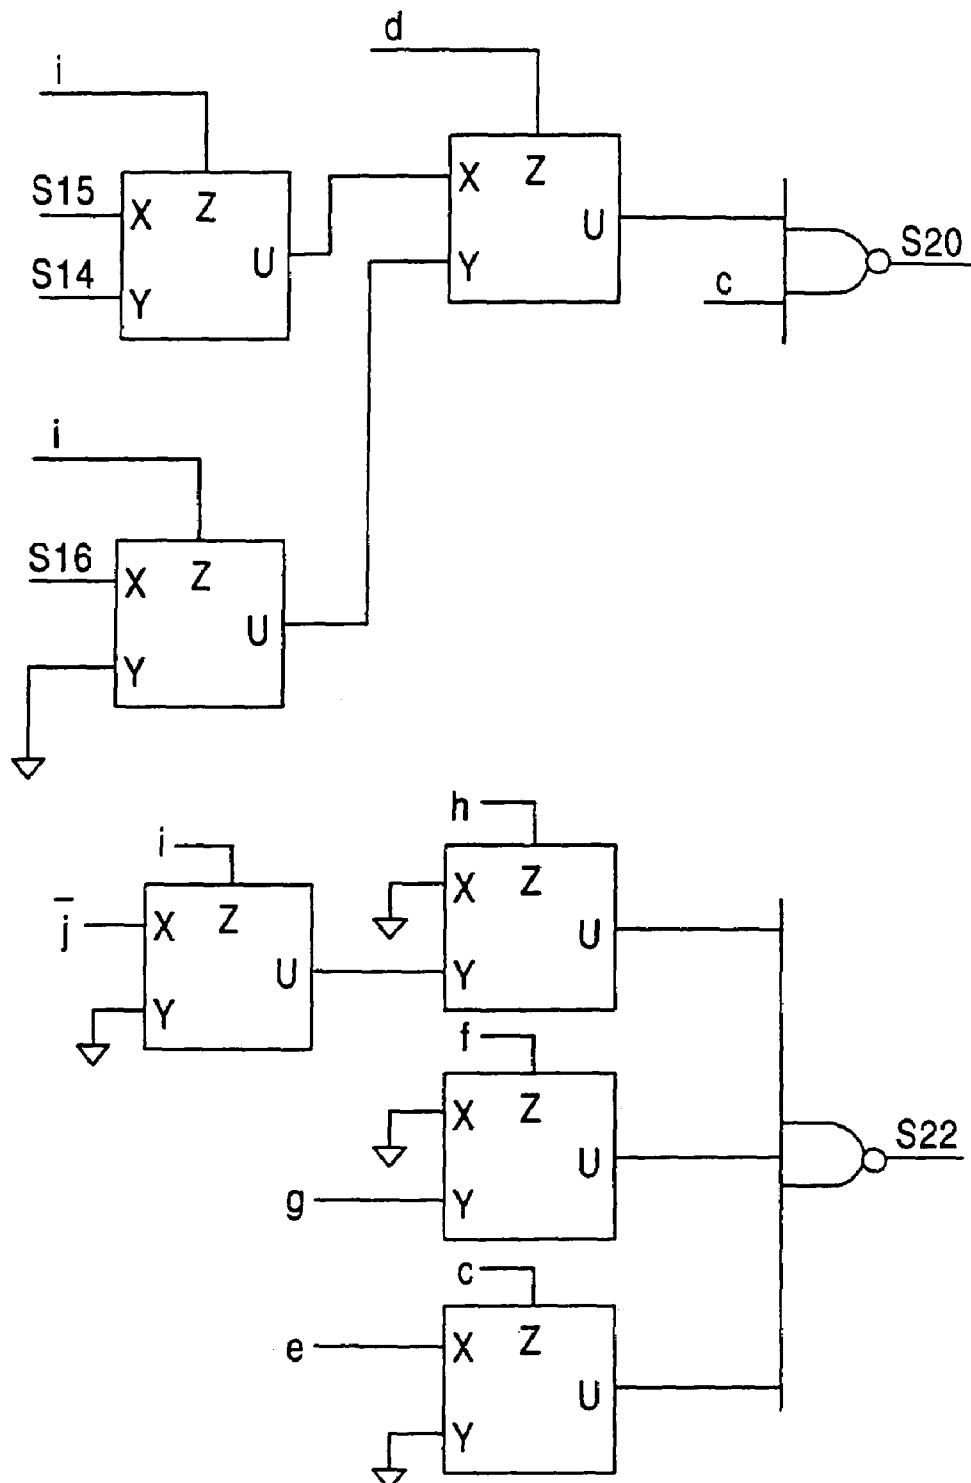 d
i
S15 X Z U
S14 Y
X Z U
Y
c
S20
i
S16 X Z U
Y
h
X Z U
Y
i
j̅ X Z U
Y
f
X Z U
g Y
S22
c
e X Z U
Y